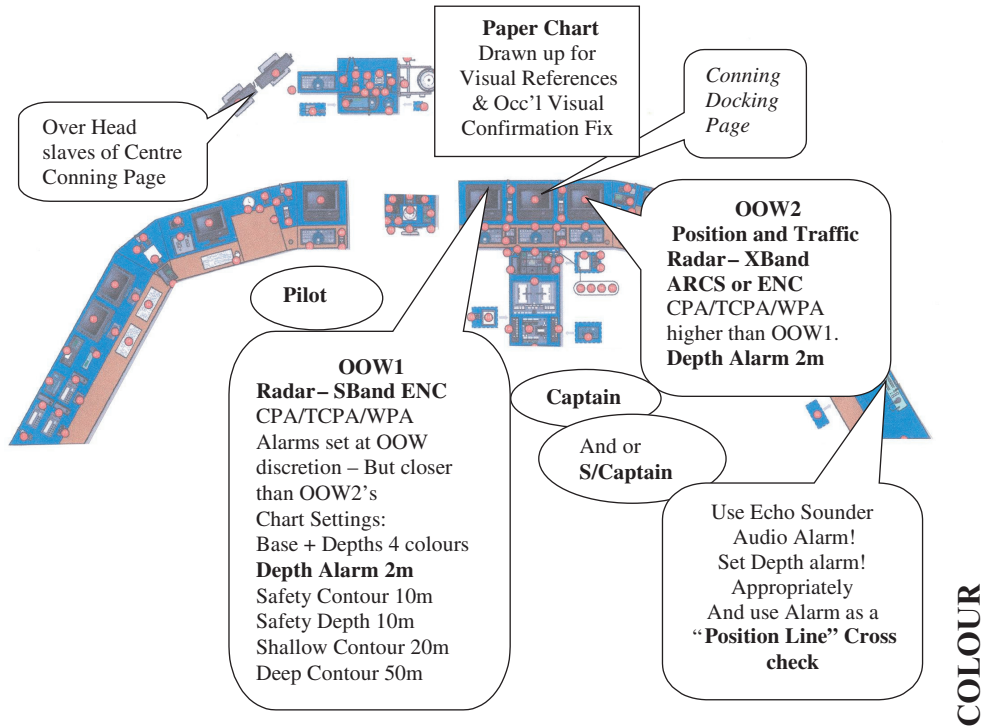 Paper Chart
Drawn up for
Visual References
& Occ'l Visual
Confirmation Fix
Conning
Docking
Page
Over Head
slaves of Centre
Conning Page
OOW2
Position and Traffic
Radar– XBand
ARCS or ENC
CPA/TCPA/WPA
higher than OOW1.
Depth Alarm 2m
Pilot
OOW1
Radar– SBand ENC
CPA/TCPA/WPA
Alarms set at OOW
discretion – But closer
than OOW2's
Chart Settings:
Base + Depths 4 colours
Depth Alarm 2m
Safety Contour 10m
Safety Depth 10m
Shallow Contour 20m
Deep Contour 50m
Captain
And or
S/Captain
Use Echo Sounder
Audio Alarm!
Set Depth alarm!
Appropriately
And use Alarm as a
“Position Line” Cross
check
COLOUR